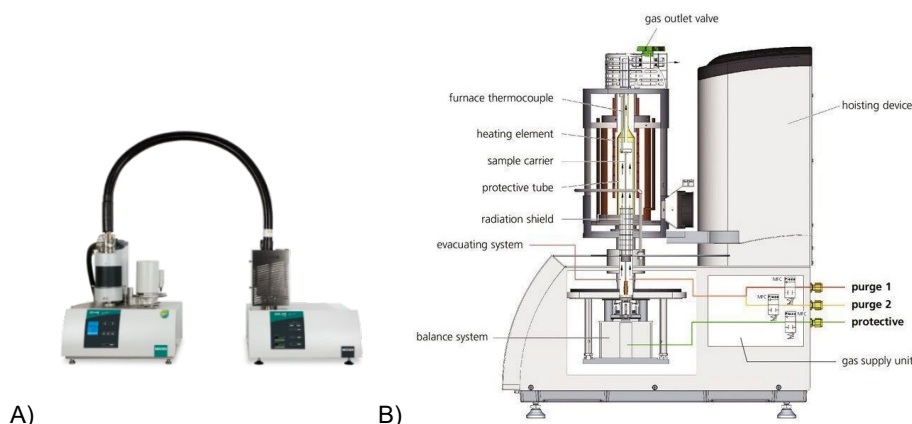 gas outlet valve
furnace thermocouple
heating element
sample carrier
protective tube
radiation shield
evacuating system
balance system
hoisting device
MFC
purge 1
MFC
purge 2
MFC
protective
gas supply unit
A)
B)